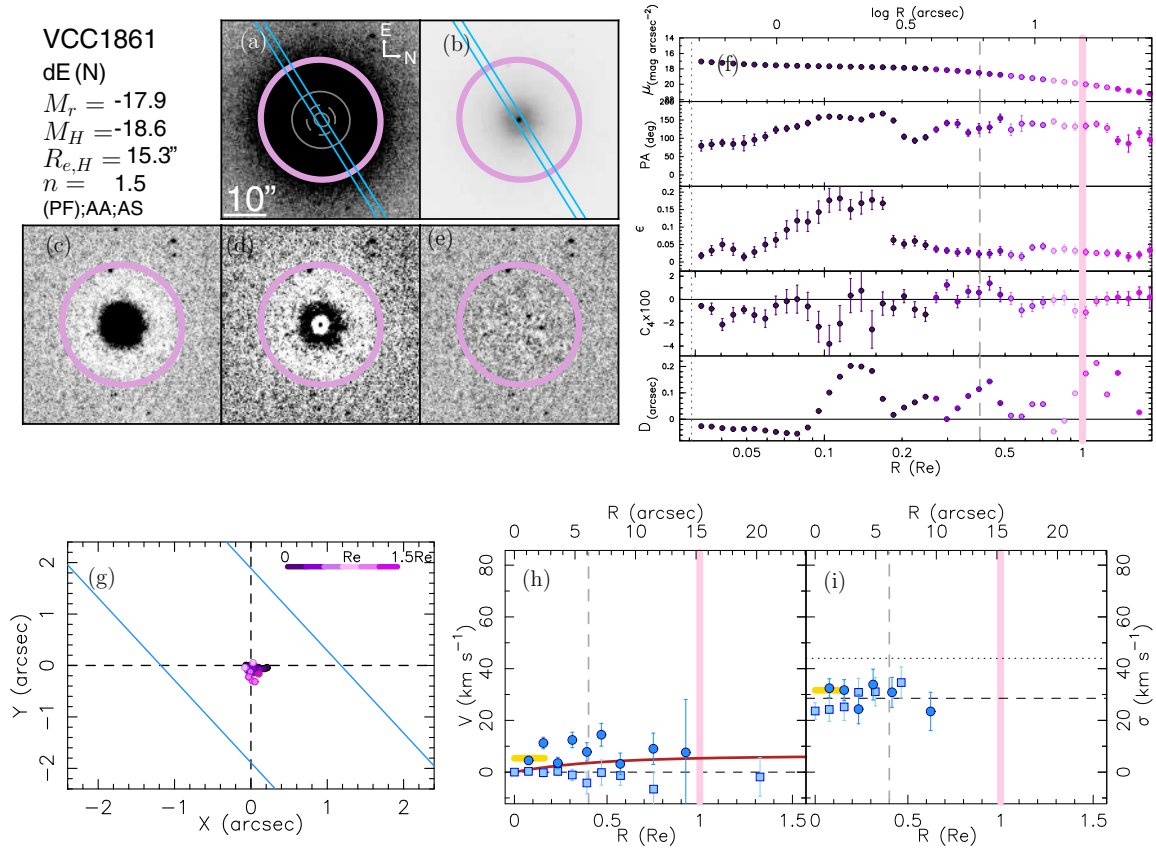 VCC1861
dE (N)
M_r = -17.9
M_H = -18.6
R_{e,H} = 15.3"
n = 1.5
(PF);AA;AS
(a)
E
N
10"
(b)
(c)
(d)
(e)
log R (arcsec)
0 0.5 1
(f)
μ (mag arcsec⁻²)
14
16
18
20
22
PA (deg)
200
150
100
50
0
ε
0.2
0.15
0.1
0.05
C₄×100
2
0
−2
−4
D (arcsec)
0.2
0.1
0
0.05 0.1 0.2 0.5 1
R (Re)
(g)
0 Re 1.5Re
Y (arcsec)
2
1
0
−1
−2
−2 −1 0 1 2
X (arcsec)
R (arcsec)
0 5 10 15 20
(h)
V (km s⁻¹)
80
60
40
20
0
0 0.5 1 1.5
R (Re)
R (arcsec)
0 5 10 15 20
(i)
σ (km s⁻¹)
80
60
40
20
0
0 0.5 1 1.5
R (Re)